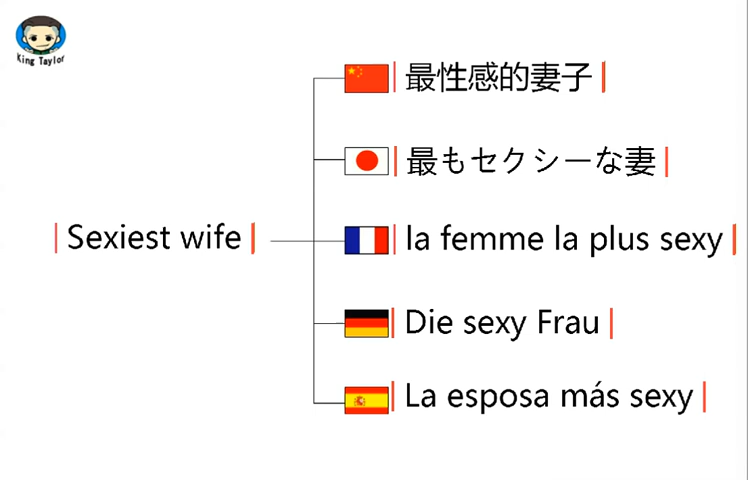 King Taylor
最性感的妻子
最もセクシーな妻
Sexiest wife
la femme la plus sexy
Die sexy Frau
La esposa más sexy